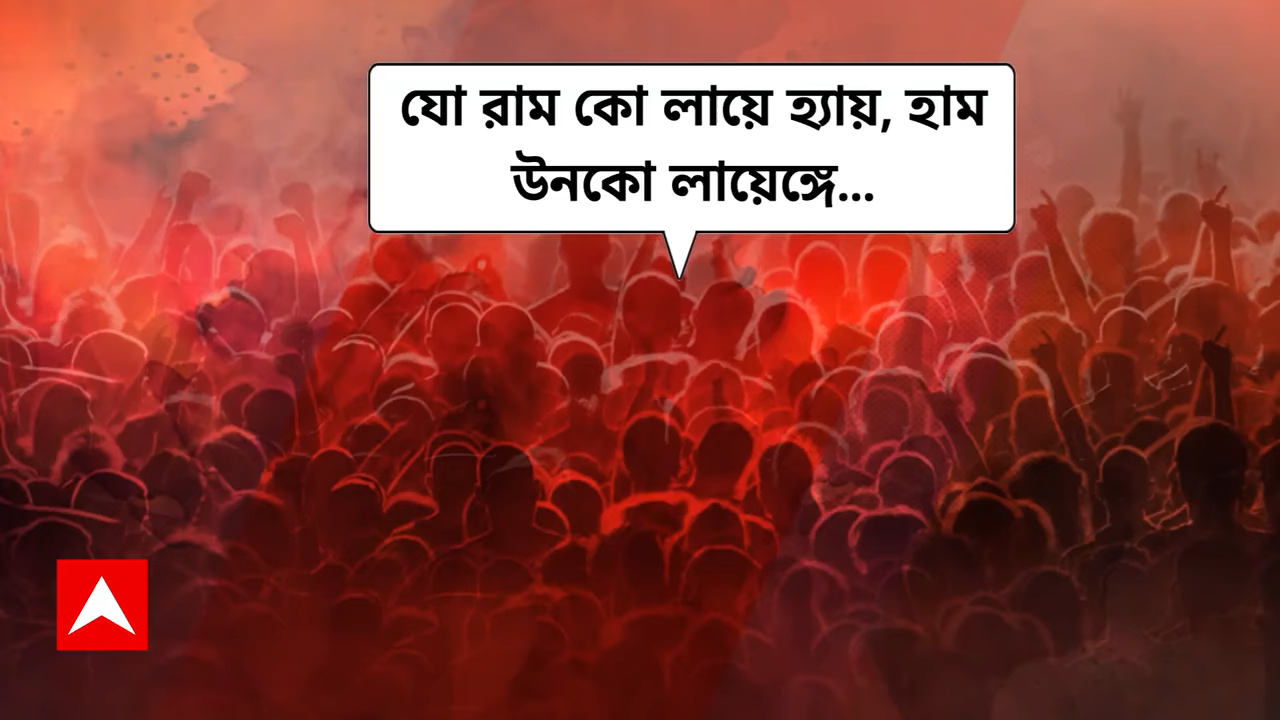 যো রাম কো লায়ে হ্যায়, হাম
উনকো লায়েঙ্গে...